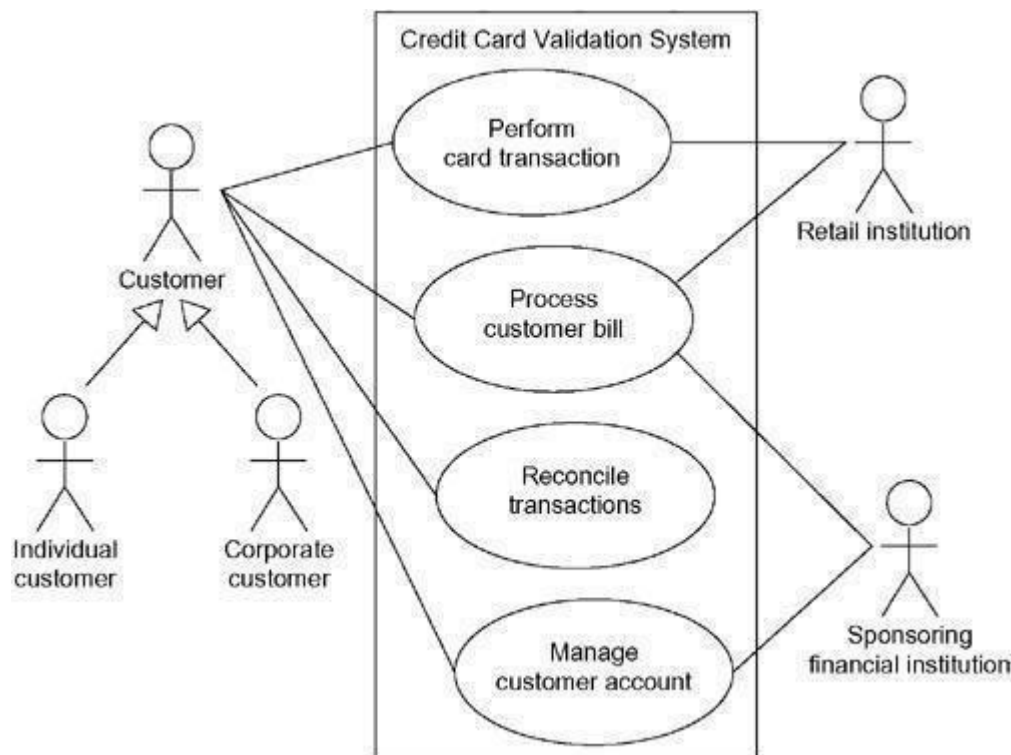 Credit Card Validation System
Perform
card transaction
Retail institution
Customer
Process
customer bill
Reconcile
transactions
Individual
customer
Corporate
customer
Manage
customer account
Sponsoring
financial institution